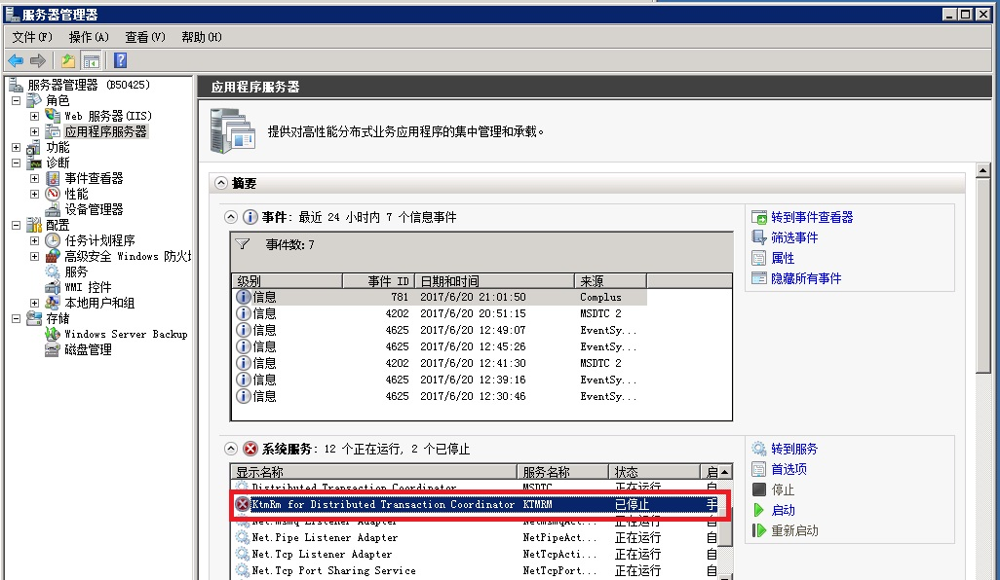 服务器管理器
文件(F) 操作(A) 查看(V) 帮助(H)
服务器管理器 (B50425)
角色
Web 服务器(IIS)
应用程序服务器
功能
诊断
事件查看器
性能
设备管理器
配置
任务计划程序
高级安全 Windows 防火
服务
WMI 控件
本地用户和组
存储
Windows Server Backup
磁盘管理
应用程序服务器
提供对高性能分布式业务应用程序的集中管理和承载。
摘要
事件: 最近 24 小时内 7 个信息事件
事件数: 7
级别 事件 ID 日期和时间 来源
信息 781 2017/6/20 21:01:50 Complus
信息 4202 2017/6/20 20:51:15 MSDTC 2
信息 4625 2017/6/20 12:49:07 EventSy...
信息 4625 2017/6/20 12:45:26 EventSy...
信息 4202 2017/6/20 12:41:30 MSDTC 2
信息 4625 2017/6/20 12:39:16 EventSy...
信息 4625 2017/6/20 12:30:46 EventSy...
转到事件查看器
筛选事件
属性
隐藏所有事件
系统服务: 12 个正在运行, 2 个已停止
显示名称 服务名称 状态 启
Distributed Transaction Coordinator MSDTC 正在运行 自
KtmRm for Distributed Transaction Coordinator KTMRM 已停止 手
Net.Msmq Listener Adapter NetMsmqAct... 正在运行 自
Net.Pipe Listener Adapter NetPipeAct... 正在运行 自
Net.Tcp Listener Adapter NetTcpActi... 正在运行 自
Net.Tcp Port Sharing Service NetTcpPort... 正在运行 自
转到服务
首选项
停止
启动
重新启动